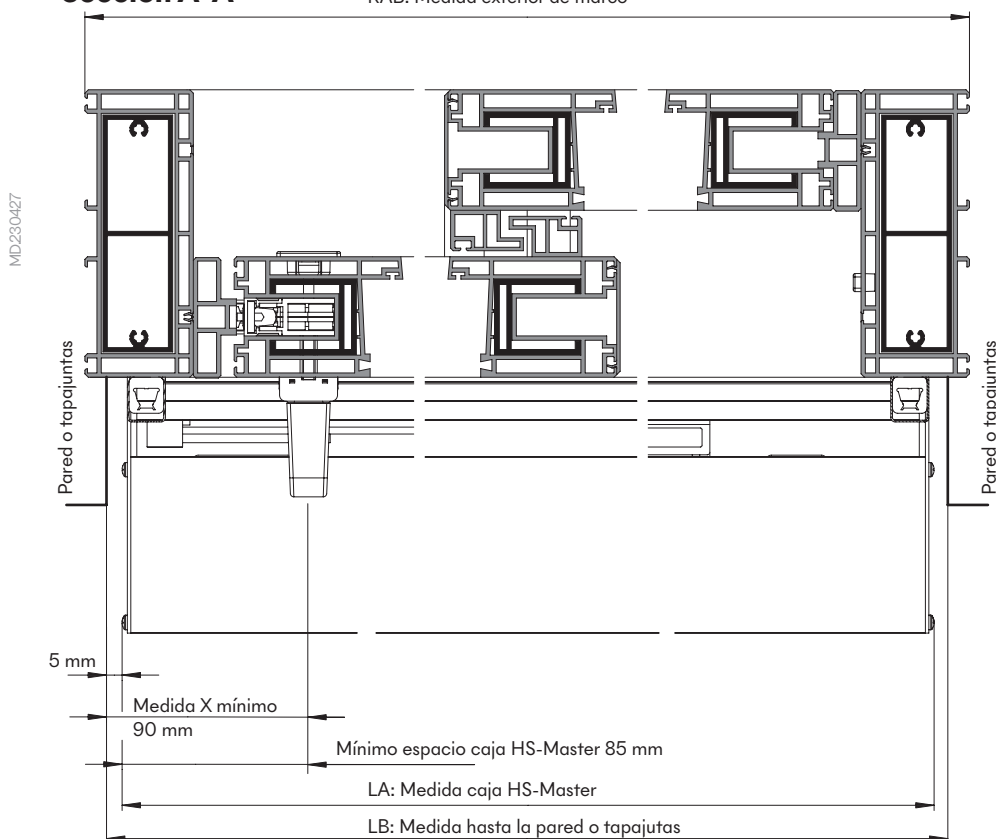 RAB: Medida exterior de marco
MD230427
Pared o tapajuntas
Pared o tapajuntas
5 mm
Medida X mínimo
90 mm
Mínimo espacio caja HS-Master 85 mm
LA: Medida caja HS-Master
LB: Medida hasta la pared o tapajutas